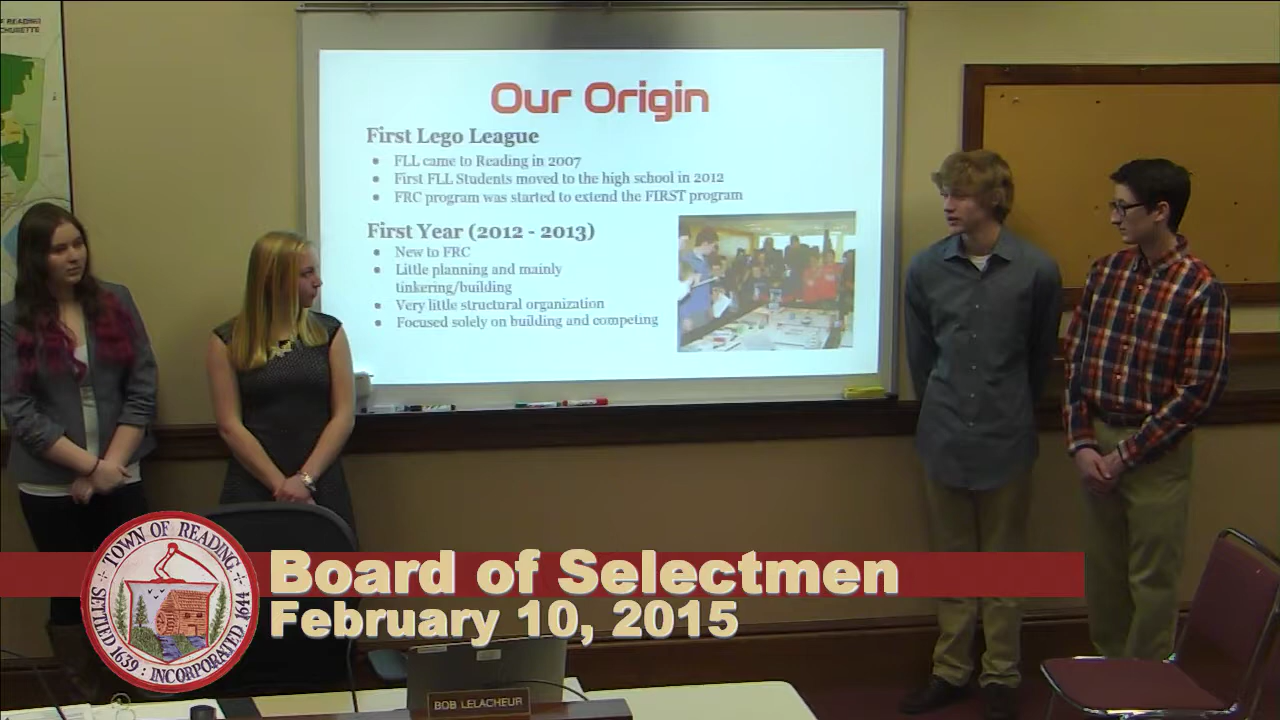 OF READING
CHUSETTS
Our Origin
First Lego League
• FLL came to Reading in 2007
• First FLL Students moved to the high school in 2012
• FRC program was started to extend the FIRST program
First Year (2012 - 2013)
• New to FRC
• Little planning and mainly
tinkering/building
• Very little structural organization
• Focused solely on building and competing
TOWN OF READING
SETTLED 1639 : INCORPORATED 1644
Board of Selectmen
February 10, 2015
BOB LELACHEUR